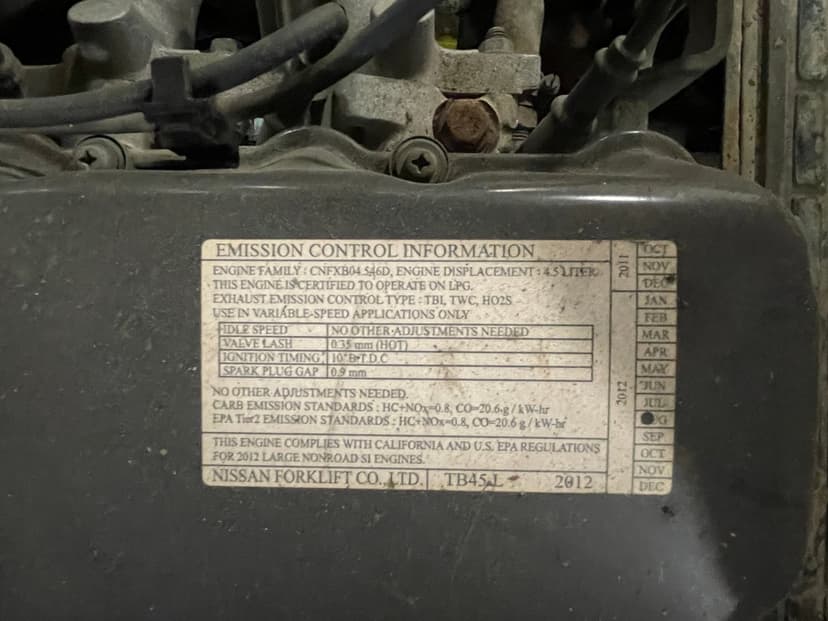 EMISSION CONTROL INFORMATION
ENGINE FAMILY : CNFXB04.546D, ENGINE DISPLACEMENT : 4.5 LITER
THIS ENGINE IS CERTIFIED TO OPERATE ON LPG.
EXHAUST EMISSION CONTROL TYPE : TBI, TWC, HO2S
USE IN VARIABLE-SPEED APPLICATIONS ONLY
IDLE SPEED NO OTHER ADJUSTMENTS NEEDED
VALVE LASH 0.35 mm (HOT)
IGNITION TIMING 10° B.T.D.C
SPARK PLUG GAP 0.9 mm
NO OTHER ADJUSTMENTS NEEDED.
CARB EMISSION STANDARDS : HC+NOx=0.8, CO=20.6 g / kW-hr
EPA Tier2 EMISSION STANDARDS : HC+NOx=0.8, CO=20.6 g / kW-hr
THIS ENGINE COMPLIES WITH CALIFORNIA AND U.S. EPA REGULATIONS
FOR 2012 LARGE NONROAD SI ENGINES.
NISSAN FORKLIFT CO., LTD. TB45-L 2012
2011
OCT
NOV
DEC
2012
JAN
FEB
MAR
APR
MAY
JUN
JUL
SEP
OCT
NOV
DEC